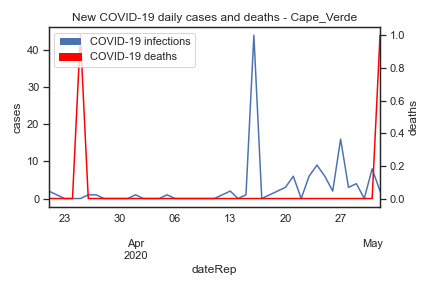 New COVID-19 daily cases and deaths - Cape_Verde
COVID-19 infections
COVID-19 deaths
cases
40
30
20
10
0
deaths
1.0
0.8
0.6
0.4
0.2
0.0
23 30 06 13 20 27
Apr May
2020
dateRep